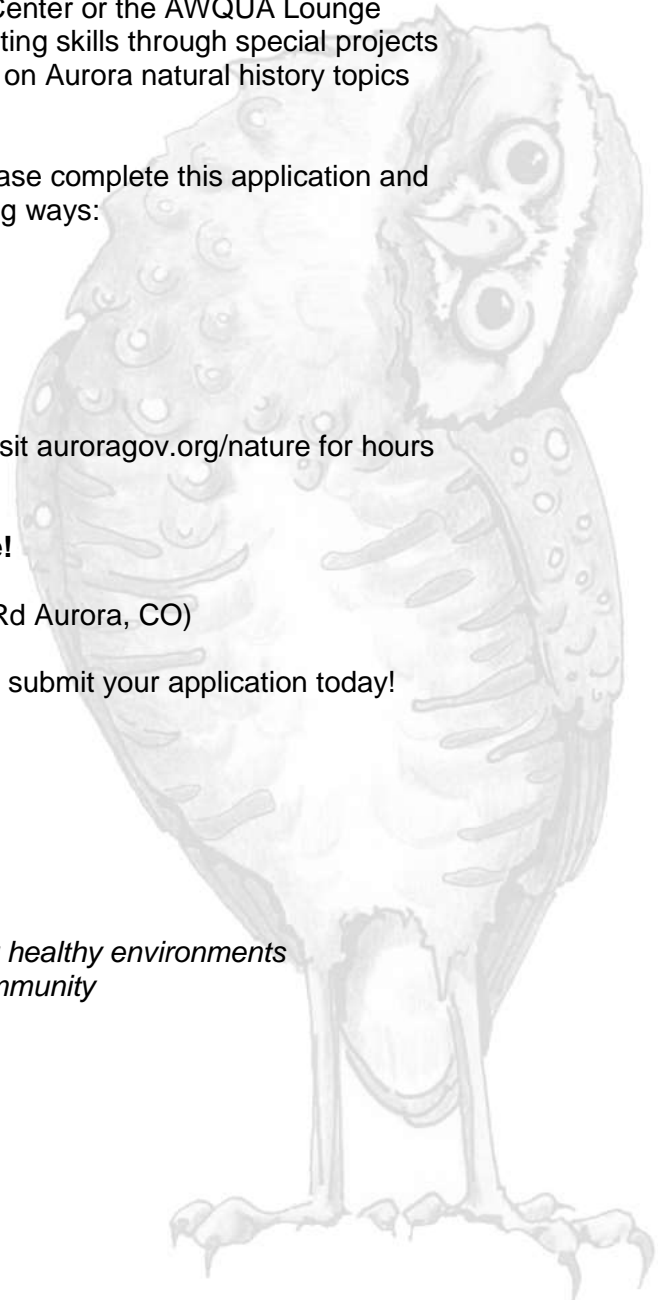 Center or the AWQUA Lounge
ting skills through special projects
on Aurora natural history topics
ase complete this application and
g ways:
sit auroragov.org/nature for hours
e!
Rd Aurora, CO)
submit your application today!
healthy environments
mmunity